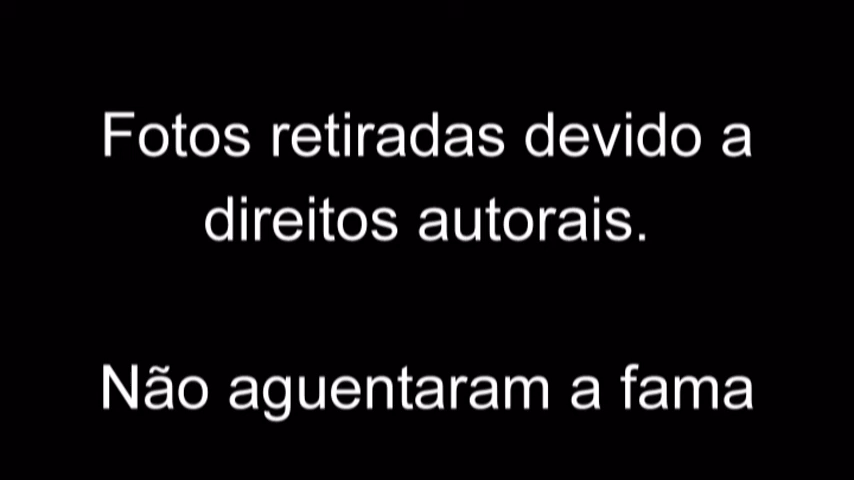 Fotos retiradas devido a
direitos autorais.
Não aguentaram a fama